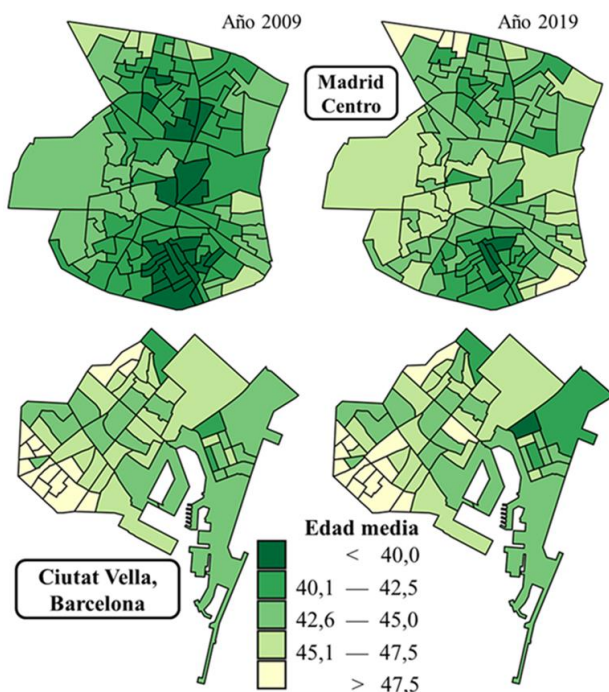 Año 2009
Año 2019
Madrid
Centro
Edad media
< 40,0
40,1 — 42,5
42,6 — 45,0
45,1 — 47,5
> 47,5
Ciutat Vella,
Barcelona